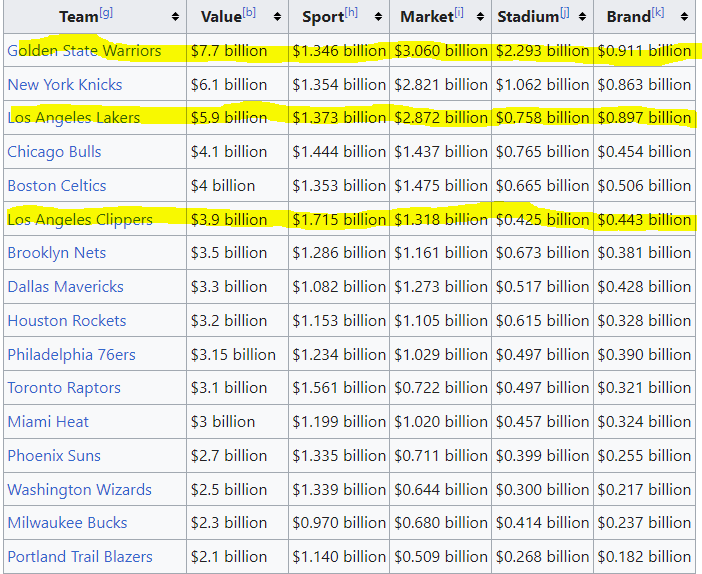 Team[g] Value[b] Sport[h] Market[i] Stadium[j] Brand[k]
Golden State Warriors $7.7 billion $1.346 billion $3.060 billion $2.293 billion $0.911 billion
New York Knicks $6.1 billion $1.354 billion $2.821 billion $1.062 billion $0.863 billion
Los Angeles Lakers $5.9 billion $1.373 billion $2.872 billion $0.758 billion $0.897 billion
Chicago Bulls $4.1 billion $1.444 billion $1.437 billion $0.765 billion $0.454 billion
Boston Celtics $4 billion $1.353 billion $1.475 billion $0.665 billion $0.506 billion
Los Angeles Clippers $3.9 billion $1.715 billion $1.318 billion $0.425 billion $0.443 billion
Brooklyn Nets $3.5 billion $1.286 billion $1.161 billion $0.673 billion $0.381 billion
Dallas Mavericks $3.3 billion $1.082 billion $1.273 billion $0.517 billion $0.428 billion
Houston Rockets $3.2 billion $1.153 billion $1.105 billion $0.615 billion $0.328 billion
Philadelphia 76ers $3.15 billion $1.234 billion $1.029 billion $0.497 billion $0.390 billion
Toronto Raptors $3.1 billion $1.561 billion $0.722 billion $0.497 billion $0.321 billion
Miami Heat $3 billion $1.199 billion $1.020 billion $0.457 billion $0.324 billion
Phoenix Suns $2.7 billion $1.335 billion $0.711 billion $0.399 billion $0.255 billion
Washington Wizards $2.5 billion $1.339 billion $0.644 billion $0.300 billion $0.217 billion
Milwaukee Bucks $2.3 billion $0.970 billion $0.680 billion $0.414 billion $0.237 billion
Portland Trail Blazers $2.1 billion $1.140 billion $0.509 billion $0.268 billion $0.182 billion